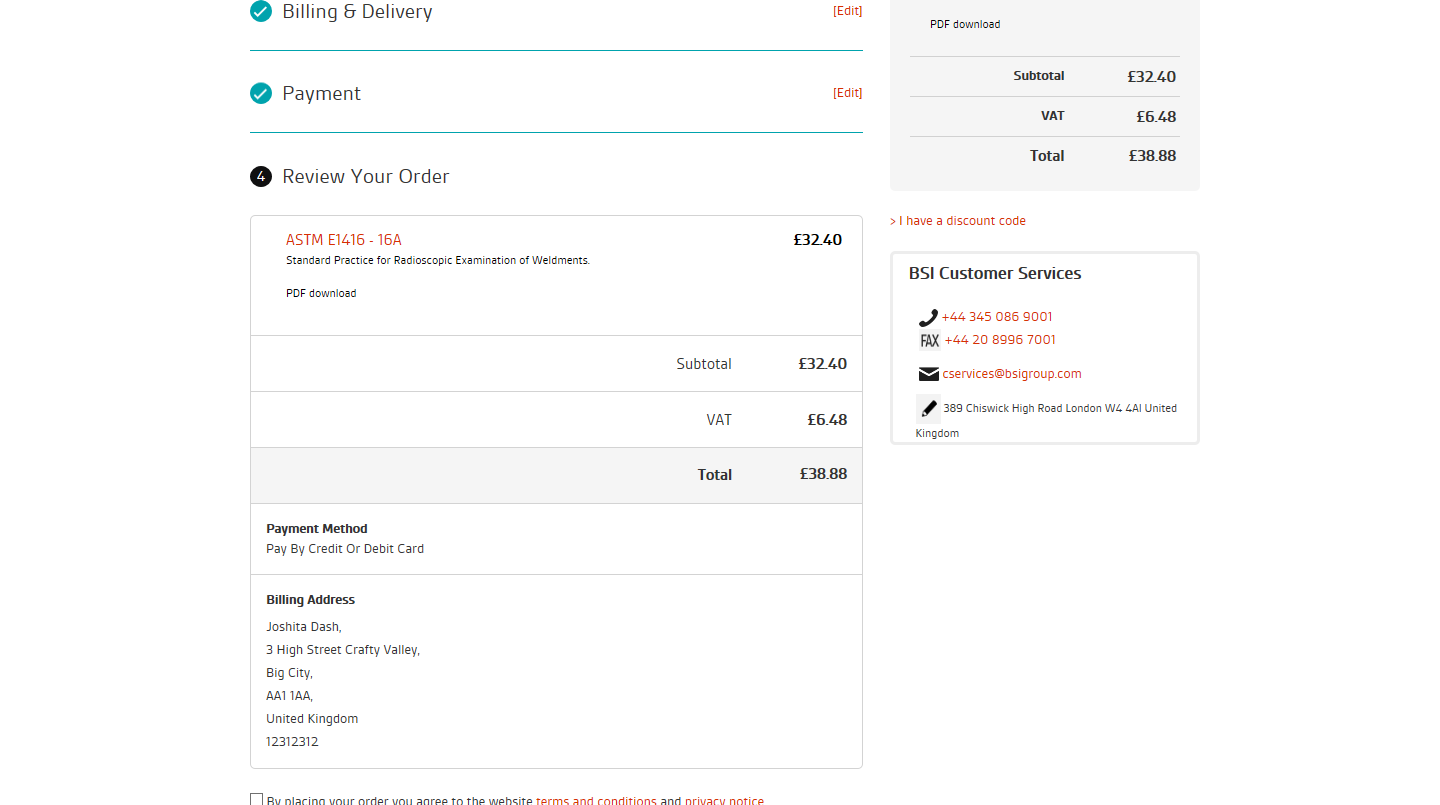 Billing & Delivery [Edit]
Payment [Edit]
4 Review Your Order
ASTM E1416 - 16A £32.40
Standard Practice for Radioscopic Examination of Weldments.
PDF download
Subtotal £32.40
VAT £6.48
Total £38.88
Payment Method
Pay By Credit Or Debit Card
Billing Address
Joshita Dash,
3 High Street Crafty Valley,
Big City,
AA1 1AA,
United Kingdom
12312312
By placing your order you agree to the website terms and conditions and privacy notice
PDF download
Subtotal £32.40
VAT £6.48
Total £38.88
> I have a discount code
BSI Customer Services
+44 345 086 9001
FAX +44 20 8996 7001
cservices@bsigroup.com
389 Chiswick High Road London W4 4Al United
Kingdom